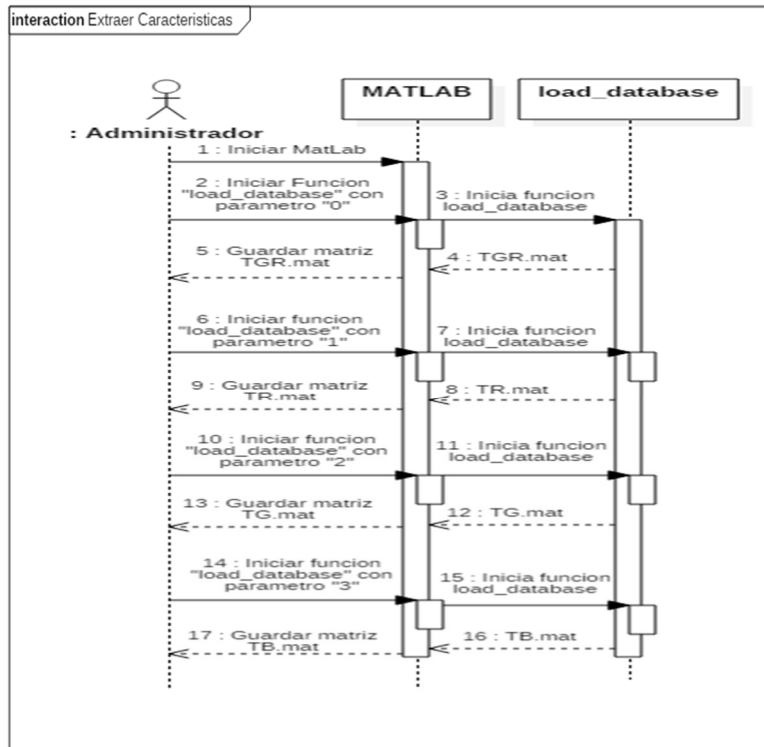 interaction Extraer Caracteristicas
MATLAB
load_database
: Administrador
1 : Iniciar MatLab
2 : Iniciar Funcion
"load_database" con
parametro "0"
3 : Inicia funcion
load_database
4 : TGR.mat
5 : Guardar matriz
TGR.mat
6 : Iniciar funcion
"load_database" con
parametro "1"
7 : Inicia funcion
load_database
8 : TR.mat
9 : Guardar matriz
TR.mat
10 : Iniciar funcion
"load_database" con
parametro "2"
11 : Inicia funcion
load_database
12 : TG.mat
13 : Guardar matriz
TG.mat
14 : Iniciar funcion
"load_database" con
parametro "3"
15 : Inicia funcion
load_database
16 : TB.mat
17 : Guardar matriz
TB.mat